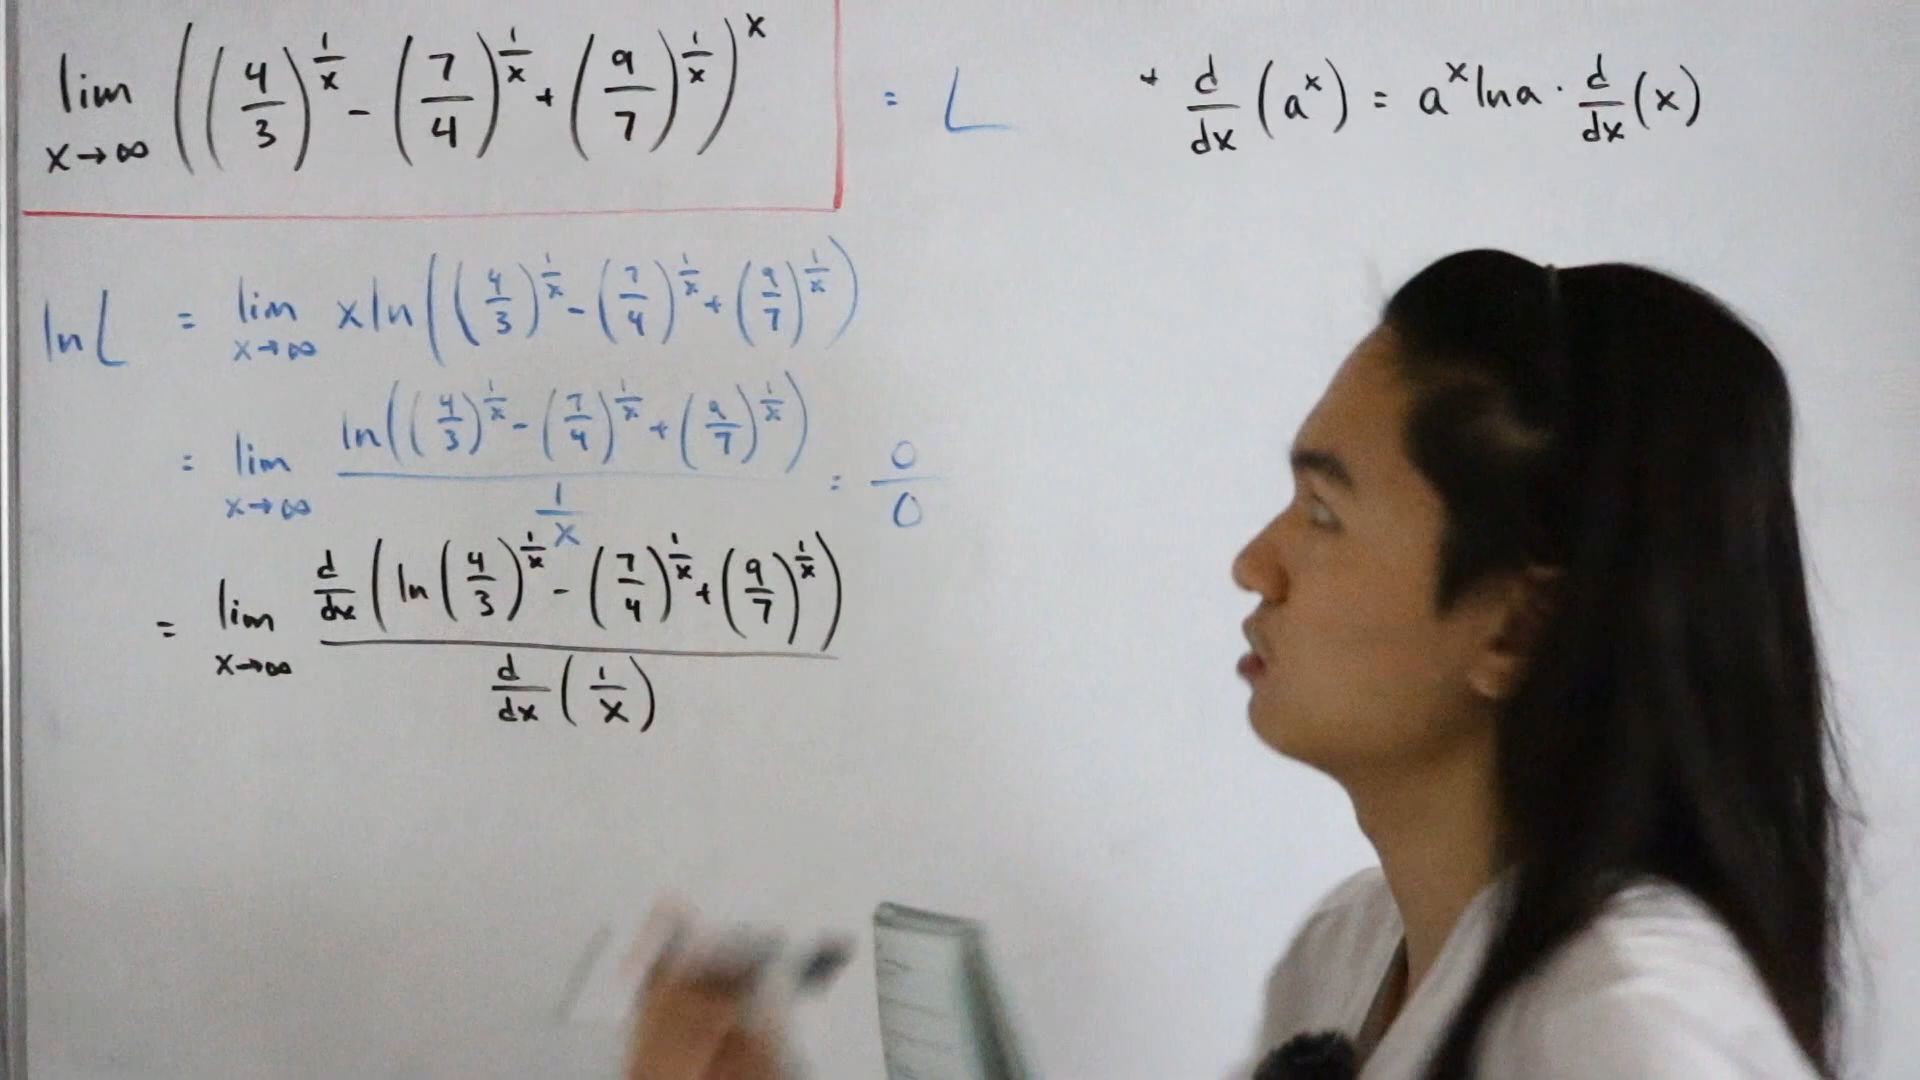 lim x→∞ ((4/3)^(1/x) - (7/4)^(1/x) + (9/7)^(1/x))^x = L
* d/dx (a^x) = a^x ln a · d/dx (x)
ln L = lim x→∞ x ln((4/3)^(1/x) - (7/4)^(1/x) + (9/7)^(1/x))
= lim x→∞ ln((4/3)^(1/x) - (7/4)^(1/x) + (9/7)^(1/x)) / (1/x) = 0/0
= lim x→∞ d/dx (ln(4/3)^(1/x) - (7/4)^(1/x) + (9/7)^(1/x)) / d/dx (1/x)